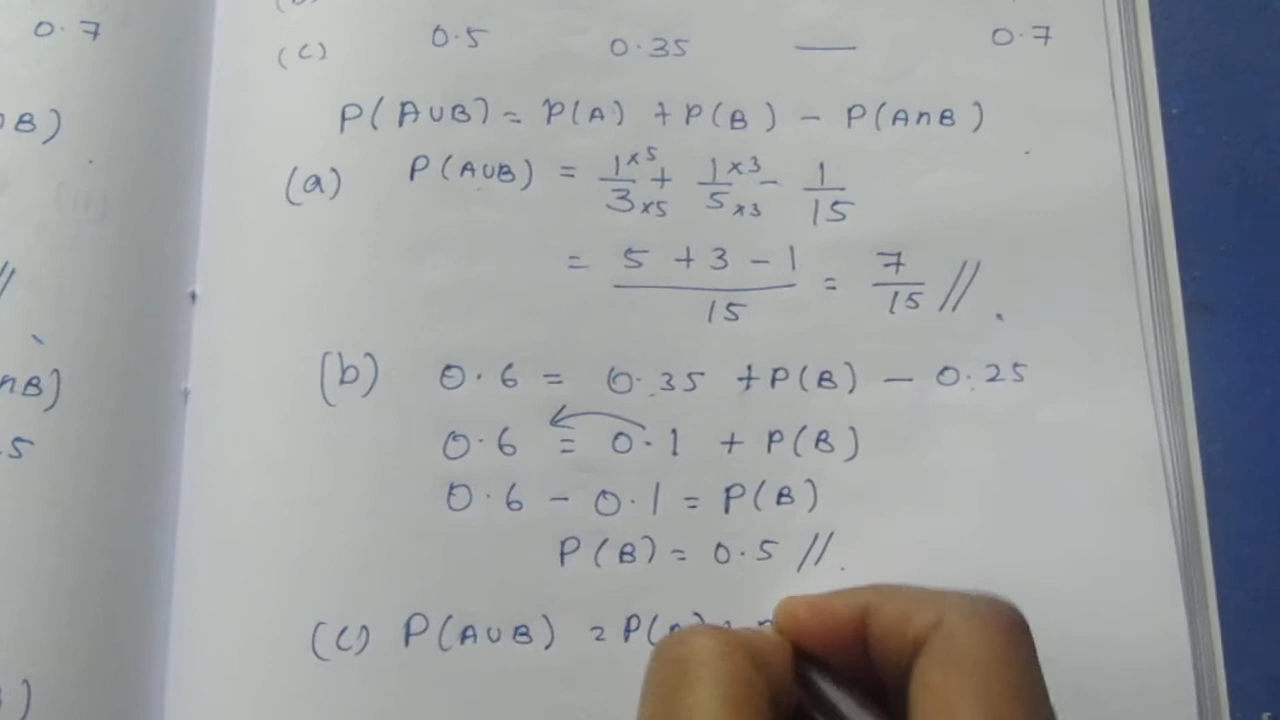 0.7
(C) 0.5 0.35 — 0.7
P(A∪B) = P(A) + P(B) - P(A∩B)
B)
(a) P(A∪B) = 1×5/3×5 + 1×3/5×3 - 1/15
= 5+3-1/15 = 7/15 //.
(b) 0.6 = 0.35 + P(B) - 0.25
∩B)
0.6 = 0.1 + P(B)
.5
0.6 - 0.1 = P(B)
P(B) = 0.5 //.
(C) P(A∪B) = P(A) +
)